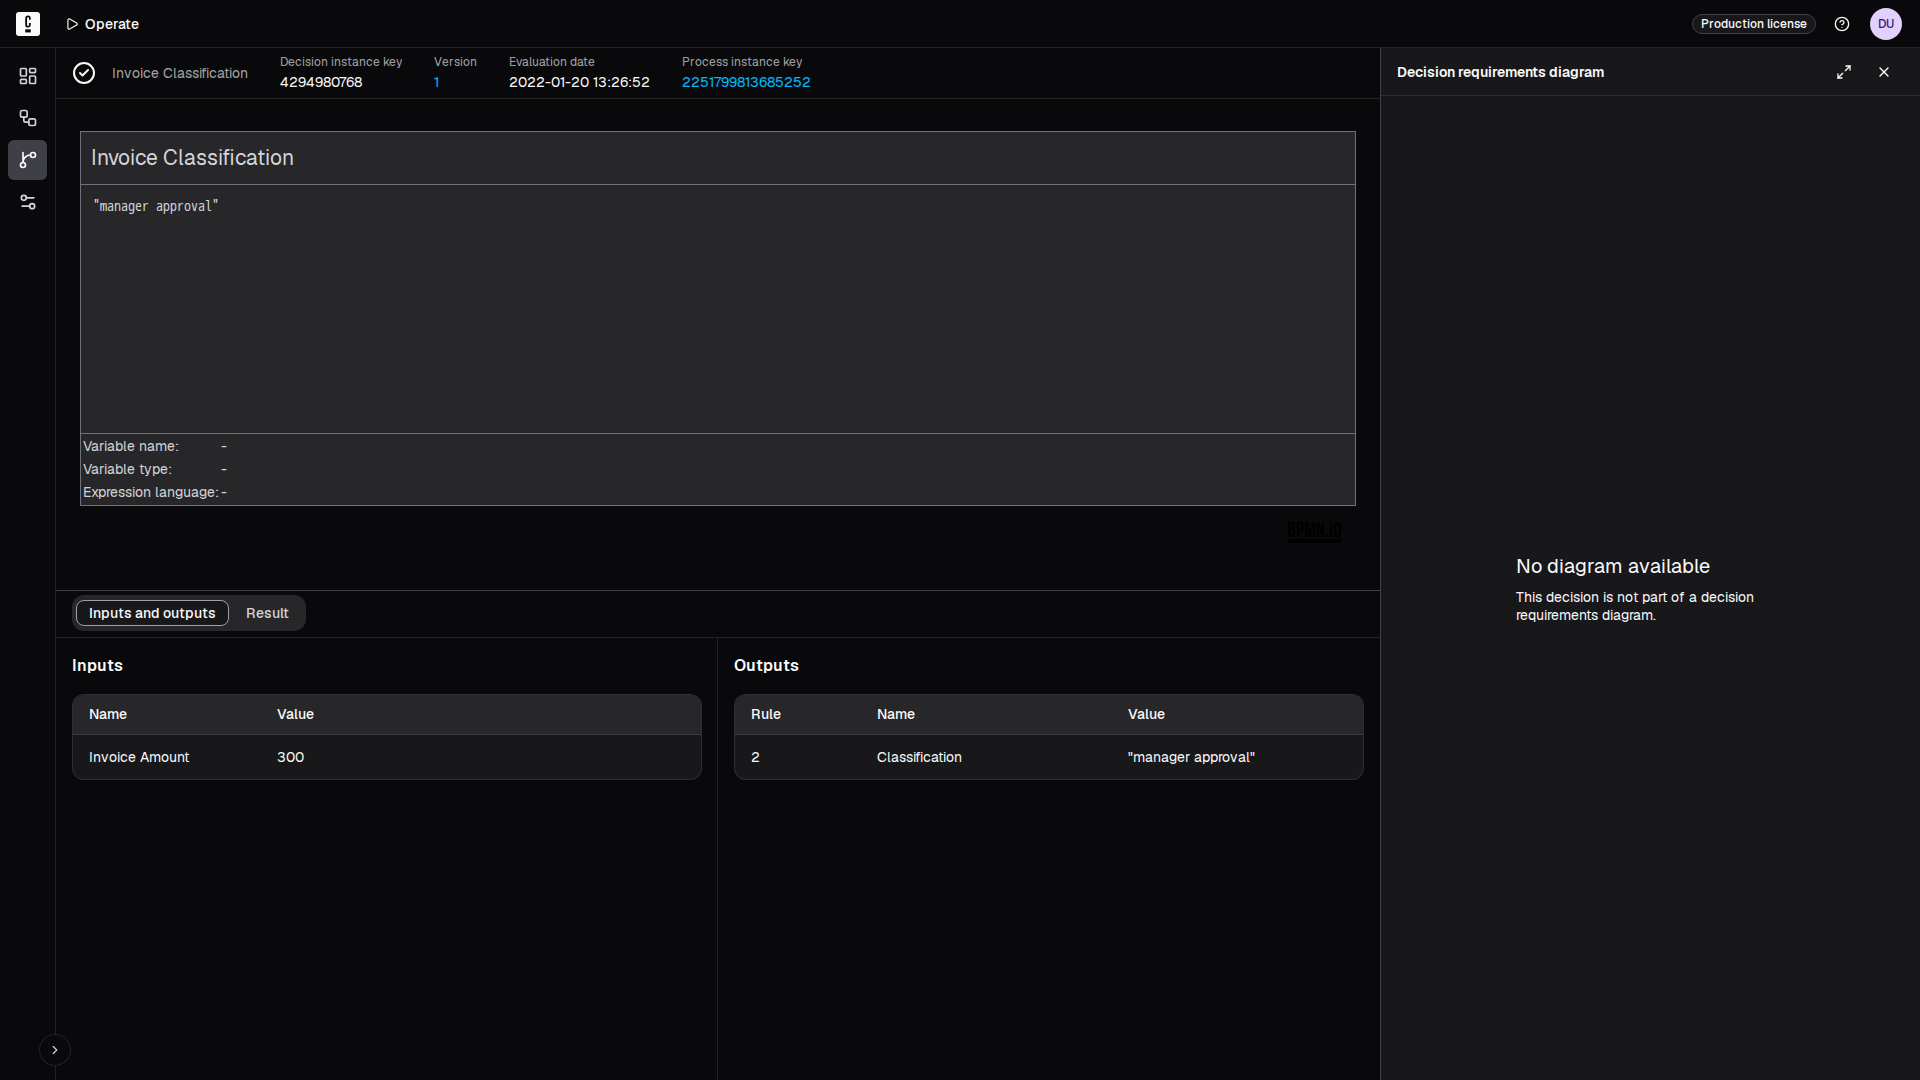 Operate
Production license
DU
Invoice Classification
Decision instance key
4294980768
Version
1
Evaluation date
2022-01-20 13:26:52
Process instance key
2251799813685252
Decision requirements diagram
Invoice Classification
"manager approval"
Variable name: -
Variable type: -
Expression language: -
BPMN.iO
No diagram available
This decision is not part of a decision
requirements diagram.
Inputs and outputs
Result
Inputs
Name Value
Invoice Amount 300
Outputs
Rule Name Value
2 Classification "manager approval"